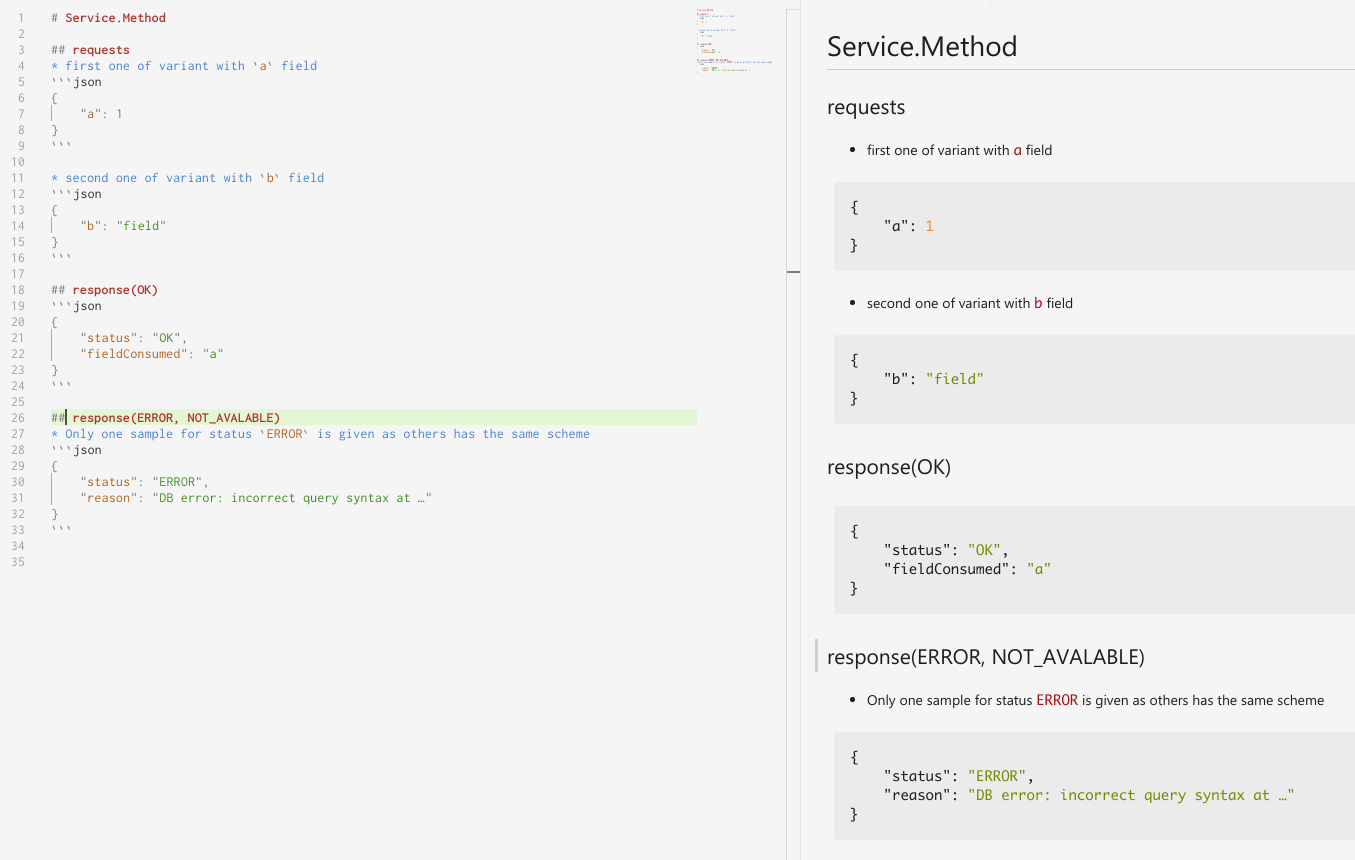 1 # Service.Method
2
3 ## requests
4 * first one of variant with `a` field
5 ```json
6 {
7 "a": 1
8 }
9 ```
10
11 * second one of variant with `b` field
12 ```json
13 {
14 "b": "field"
15 }
16 ```
17
18 ## response(OK)
19 ```json
20 {
21 "status": "OK",
22 "fieldConsumed": "a"
23 }
24 ```
25
26 ## response(ERROR, NOT_AVALABLE)
27 * Only one sample for status `ERROR` is given as others has the same scheme
28 ```json
29 {
30 "status": "ERROR",
31 "reason": "DB error: incorrect query syntax at …"
32 }
33 ```
34
35
Service.Method
requests
• first one of variant with a field
{
"a": 1
}
• second one of variant with b field
{
"b": "field"
}
response(OK)
{
"status": "OK",
"fieldConsumed": "a"
}
response(ERROR, NOT_AVALABLE)
• Only one sample for status ERROR is given as others has the same scheme
{
"status": "ERROR",
"reason": "DB error: incorrect query syntax at …"
}